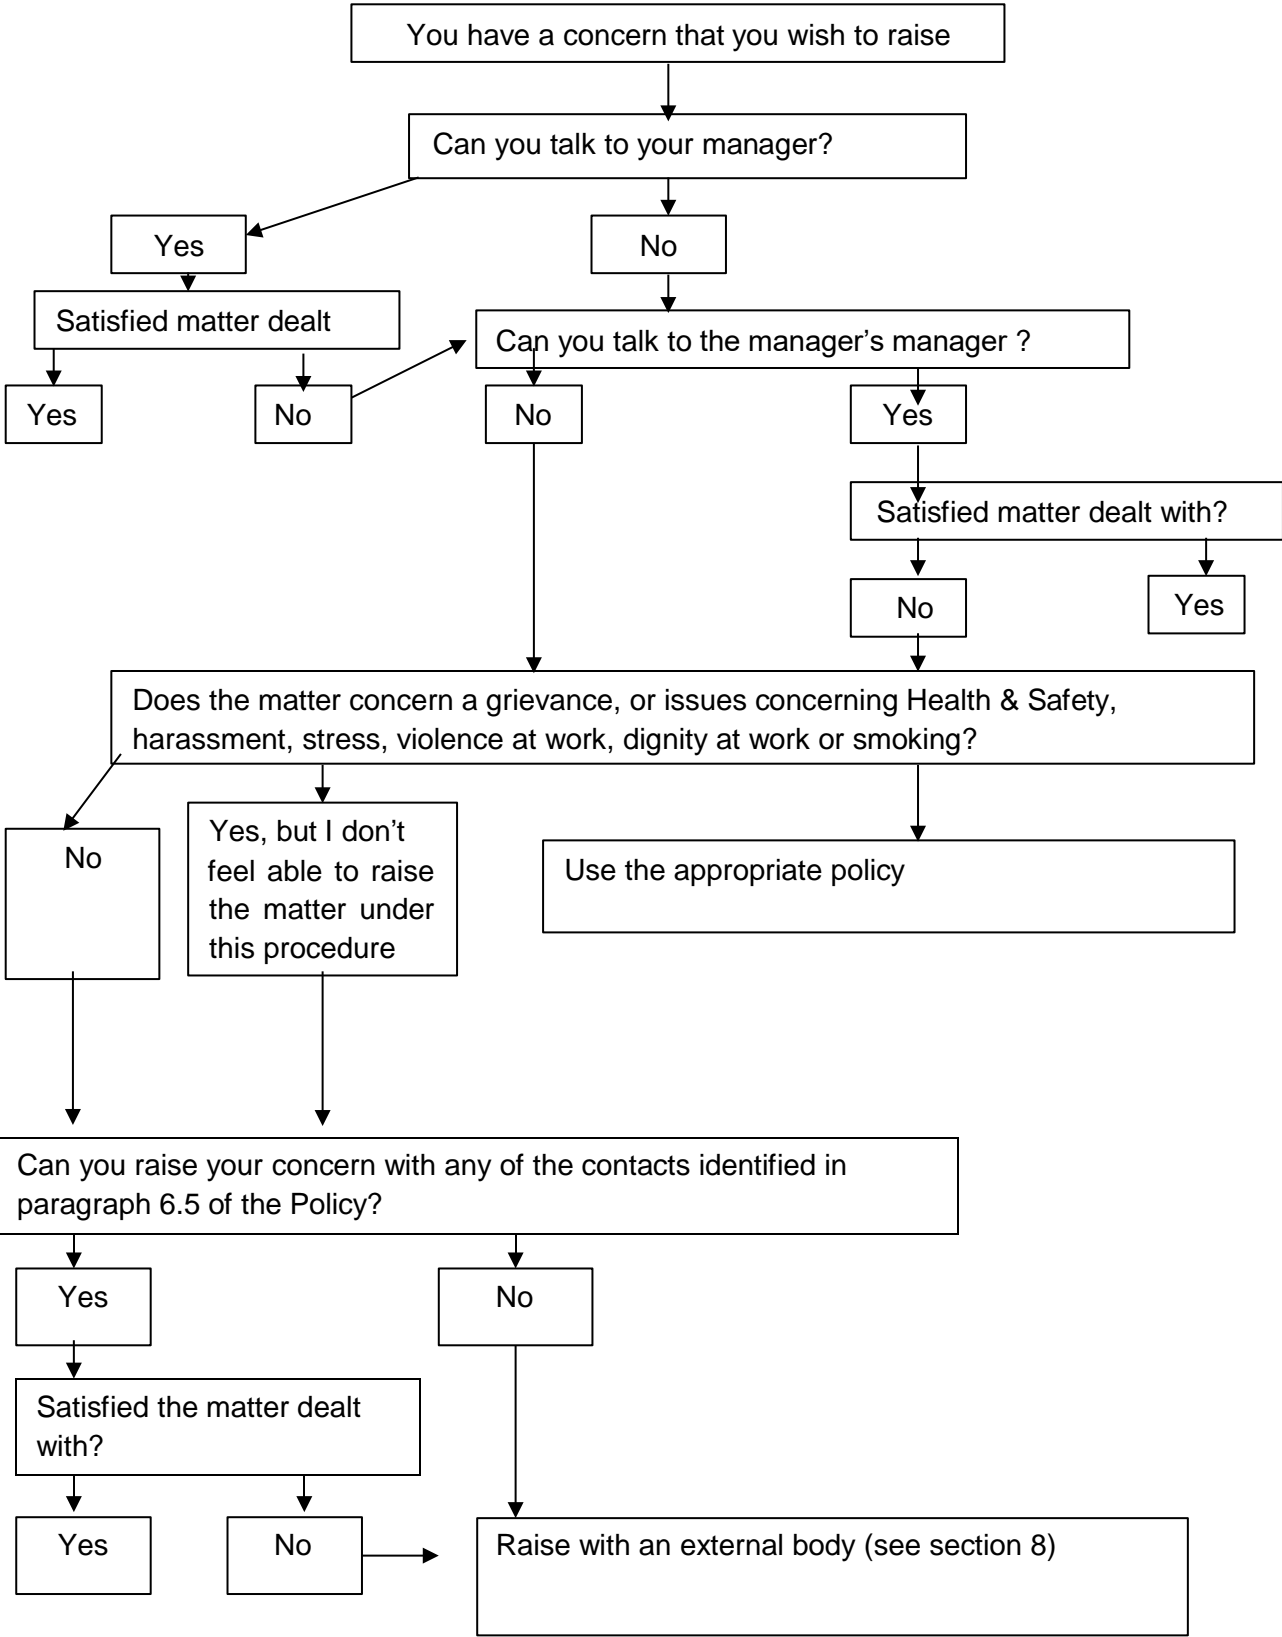 You have a concern that you wish to raise
Can you talk to your manager?
Yes
No
Satisfied matter dealt
Can you talk to the manager’s manager ?
Yes
No
No
Yes
Satisfied matter dealt with?
No
Yes
Does the matter concern a grievance, or issues concerning Health & Safety,
harassment, stress, violence at work, dignity at work or smoking?
No
Yes, but I don’t
feel able to raise
the matter under
this procedure
Use the appropriate policy
Can you raise your concern with any of the contacts identified in
paragraph 6.5 of the Policy?
Yes
No
Satisfied the matter dealt
with?
Yes
No
Raise with an external body (see section 8)